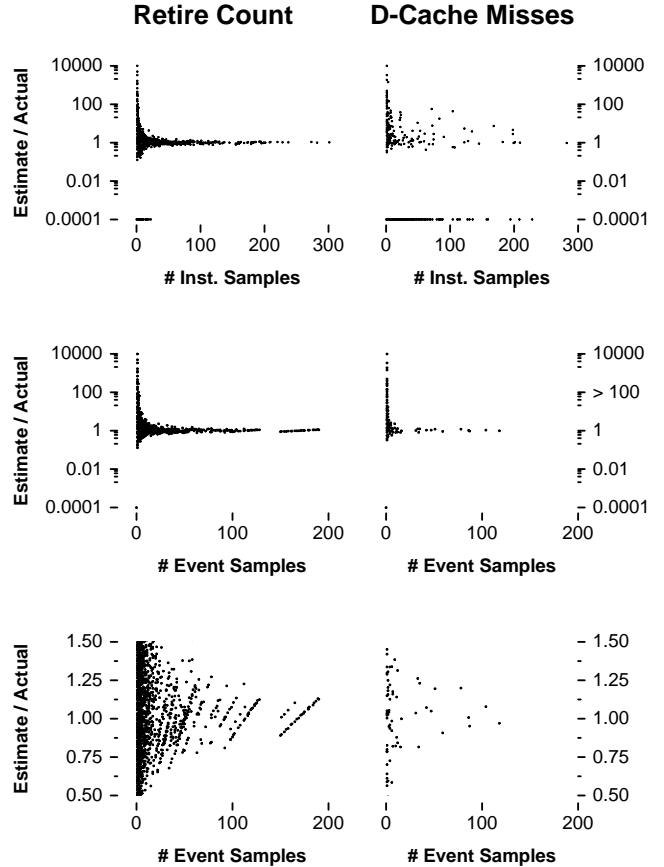 Retire Count D-Cache Misses
10000 10000
100 100
1 1
0.01 0.01
0.0001 0.0001
Estimate / Actual
0 100 200 300 0 100 200 300
# Inst. Samples # Inst. Samples
10000 10000
100 > 100
1 1
0.01 0.01
0.0001 0.0001
Estimate / Actual
0 100 200 0 100 200
# Event Samples # Event Samples
1.50 1.50
1.25 1.25
1.00 1.00
0.75 0.75
0.50 0.50
Estimate / Actual
0 100 200 0 100 200
# Event Samples # Event Samples